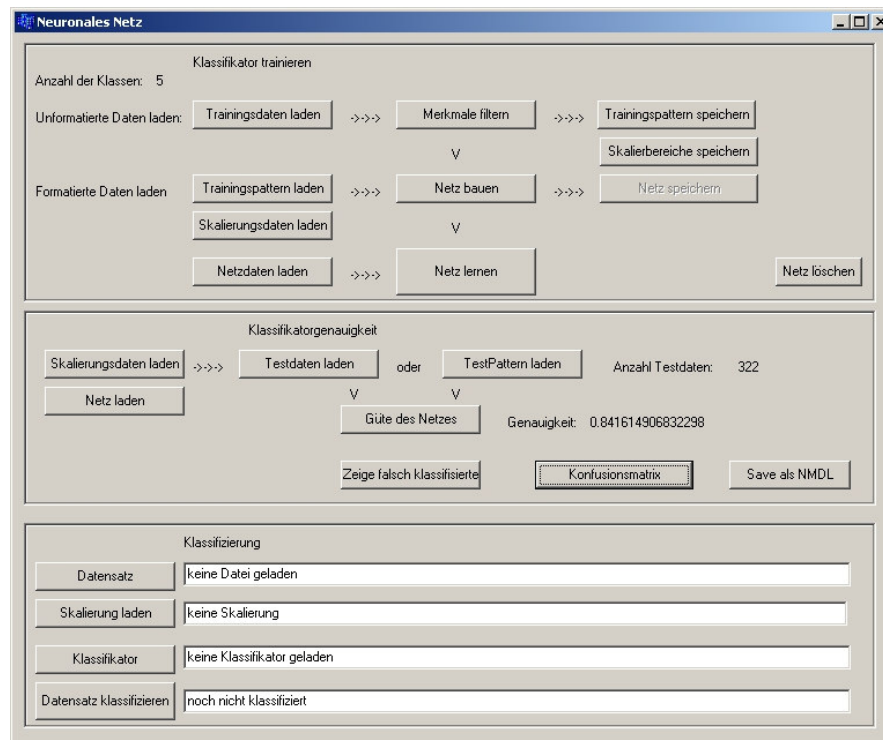 Neuronales Netz
Klassifikator trainieren
Anzahl der Klassen: 5
Unformatierte Daten laden: Trainingsdaten laden ->->-> Merkmale filtern ->->-> Trainingspattern speichern
V Skalierbereiche speichern
Formatierte Daten laden Trainingspattern laden ->->-> Netz bauen ->->-> Netz speichern
Skalierungsdaten laden V
Netzdaten laden ->->-> Netz lernen Netz löschen
Klassifikatorgenauigkeit
Skalierungsdaten laden ->->-> Testdaten laden oder TestPattern laden Anzahl Testdaten: 322
Netz laden V V
Güte des Netzes Genauigkeit: 0.841614906832298
Zeige falsch klassifisierte Konfusionsmatrix Save als NMDL
Klassifizierung
Datensatz keine Datei geladen
Skalierung laden keine Skalierung
Klassifikator keine Klassifikator geladen
Datensatz klassifizieren noch nicht klassifiziert